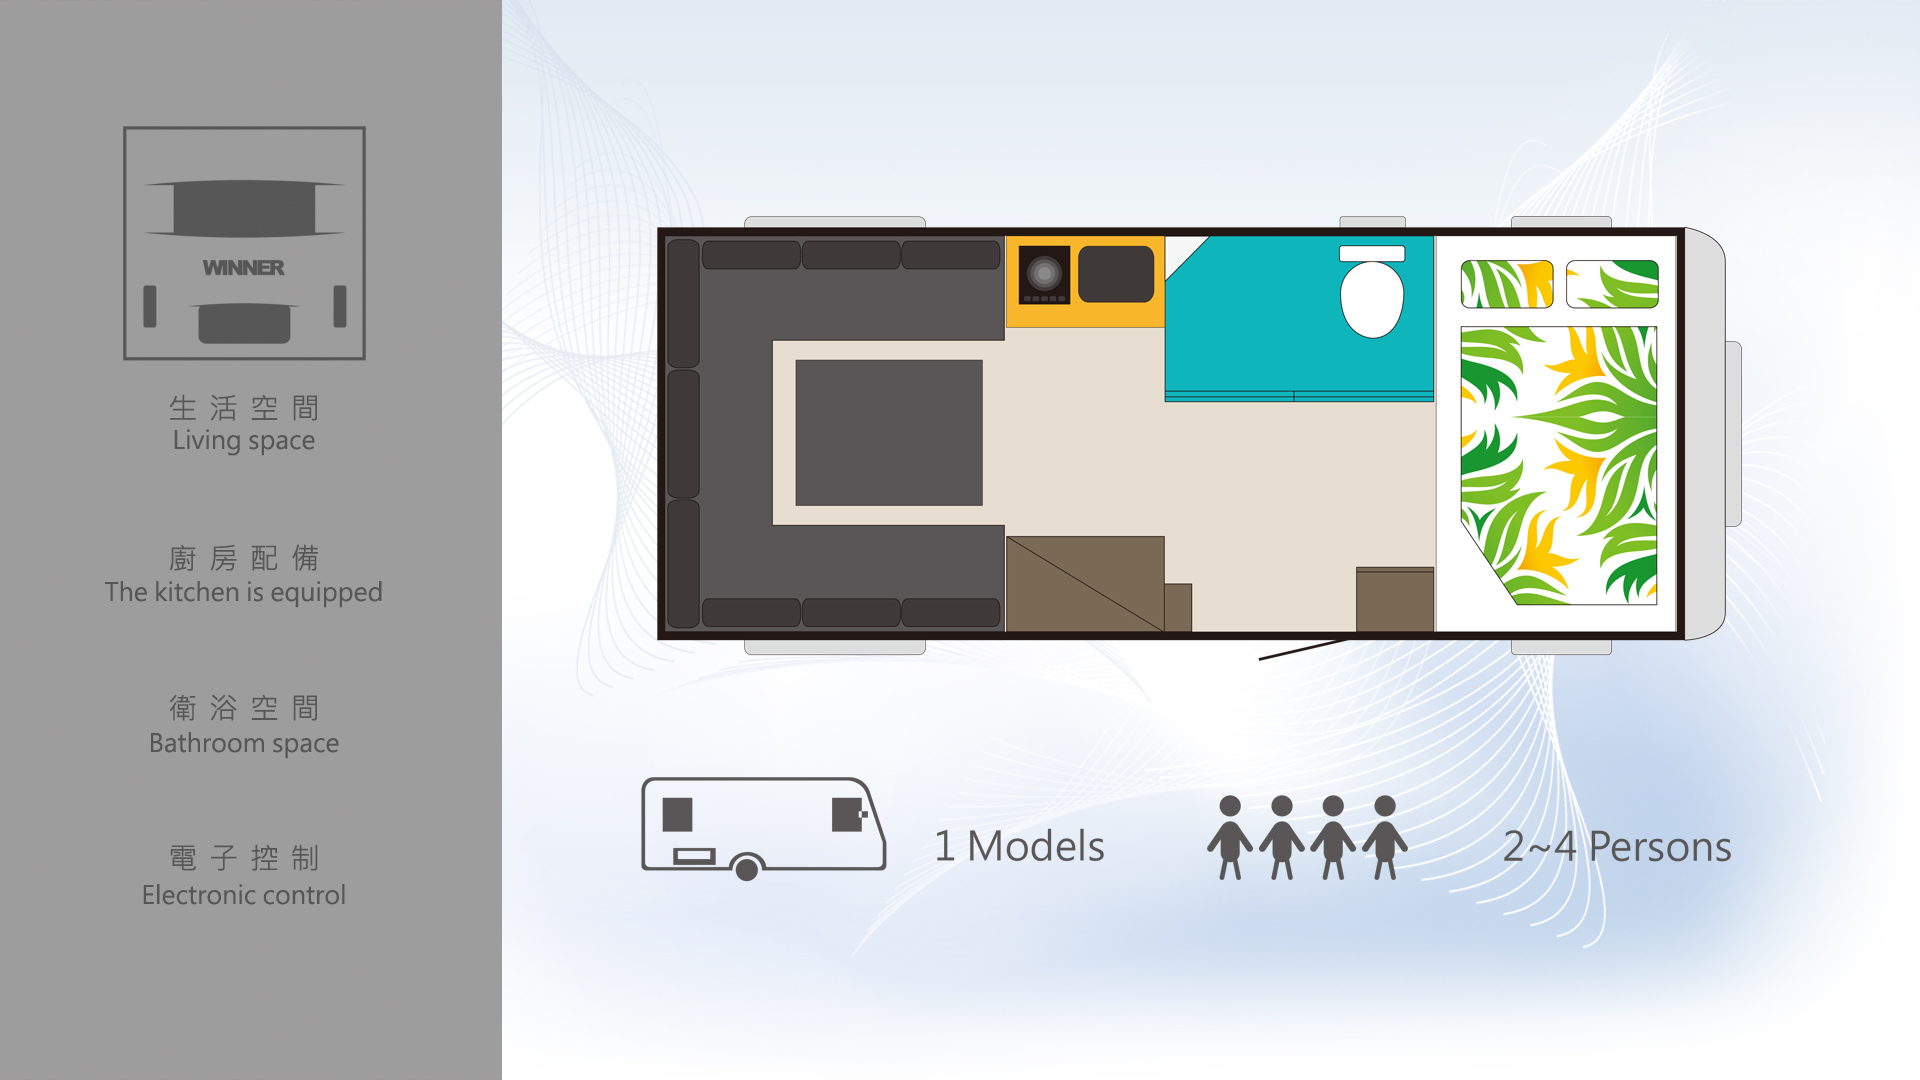 WINNER
生活空間
Living space
廚房配備
The kitchen is equipped
衛浴空間
Bathroom space
電子控制
Electronic control
1 Models
2~4 Persons